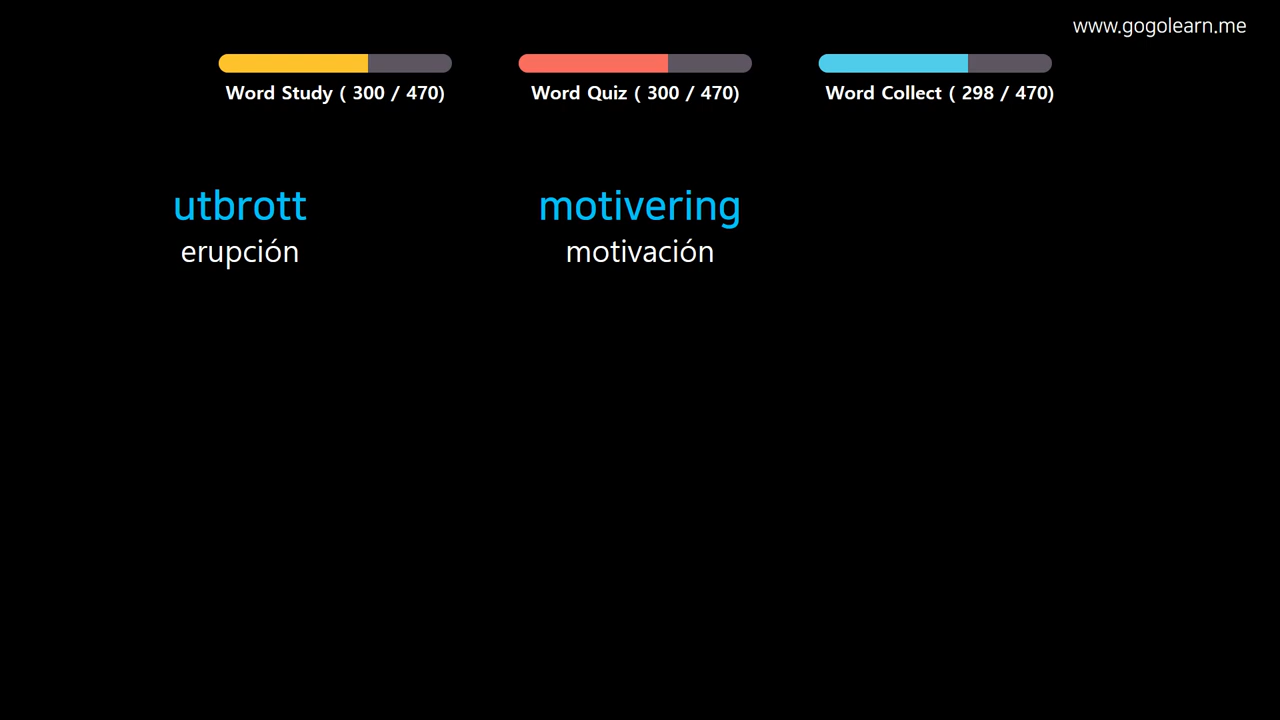 www.gogolearn.me
Word Study ( 300 / 470)
Word Quiz ( 300 / 470)
Word Collect ( 298 / 470)
utbrott
erupción
motivering
motivación